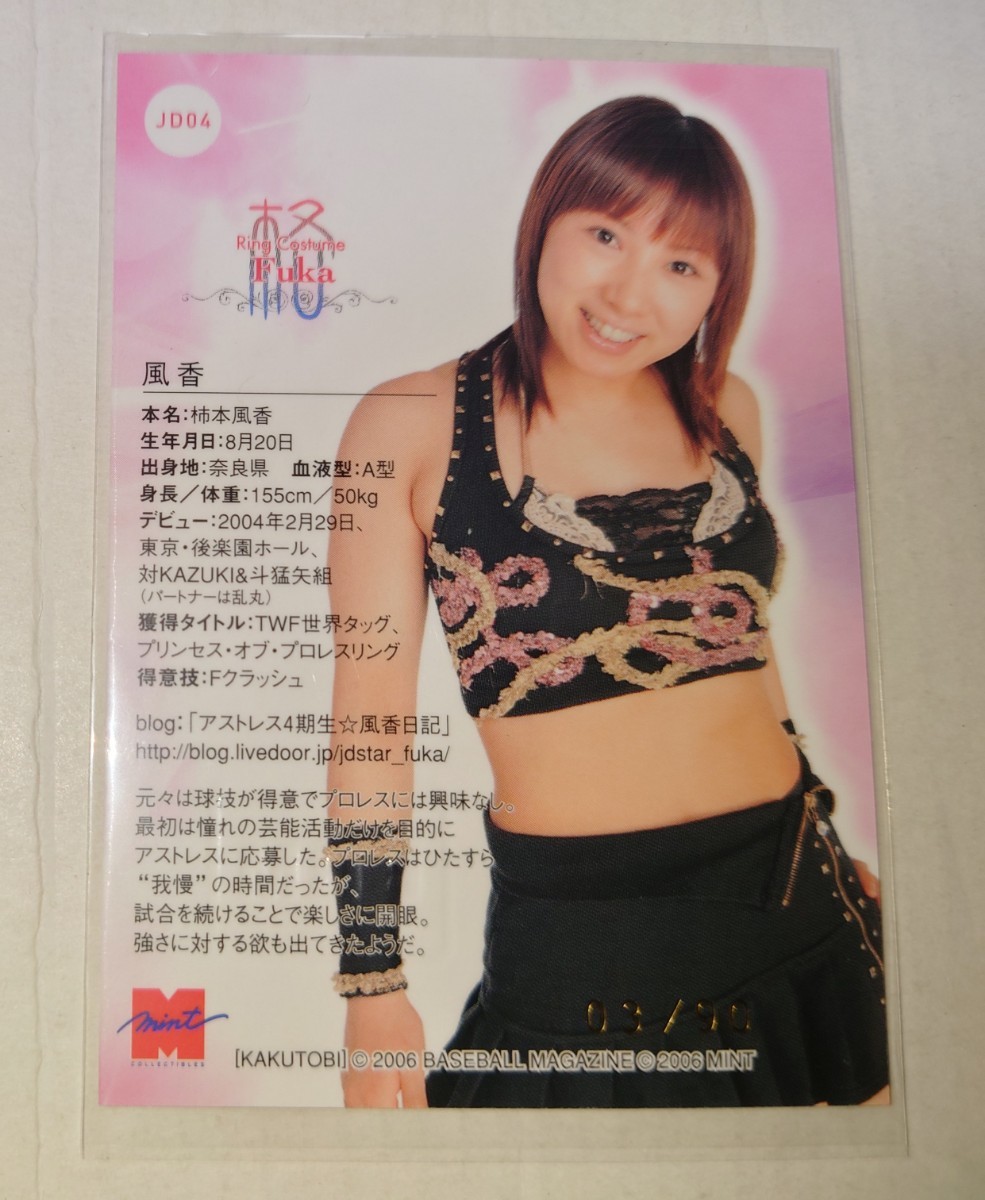 JD04
格
Ring Costume
Fuka
風香
本名:柿本風香
生年月日:8月20日
出身地:奈良県 血液型:A型
身長/体重:155cm/50kg
デビュー:2004年2月29日、
東京・後楽園ホール、
対KAZUKI&斗猛矢組
(パートナーは乱丸)
獲得タイトル:TWF世界タッグ、
プリンセス・オブ・プロレスリング
得意技:Fクラッシュ
blog:「アストレス4期生☆風香日記」
http://blog.livedoor.jp/jdstar_fuka/
元々は球技が得意でプロレスには興味なし。
最初は憧れの芸能活動だけを目的に
アストレスに応募した。プロレスはひたすら
“我慢”の時間だったが、
試合を続けることで楽しさに開眼。
強さに対する欲も出てきたようだ。
03/90
M
mint
COLLECTIBLES
[KAKUTOBI] © 2006 BASEBALL MAGAZINE © 2006 MINT